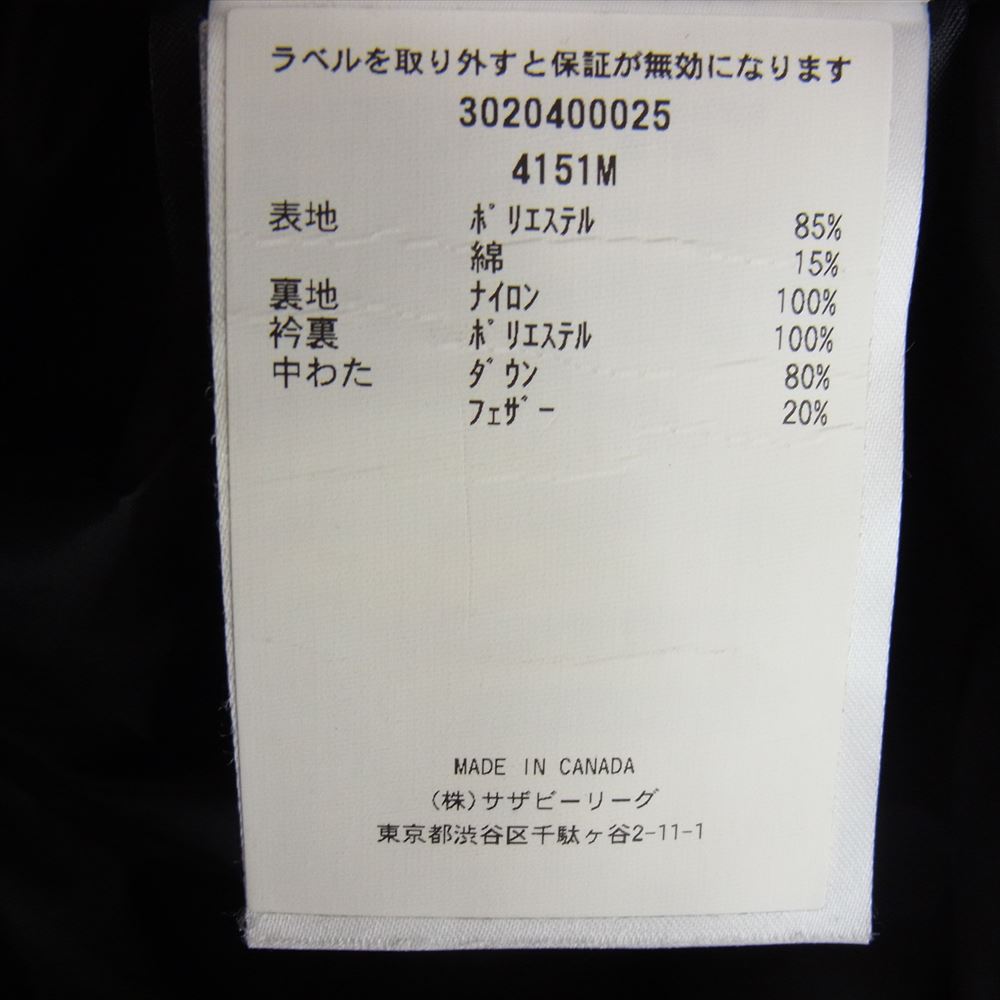 ラベルを取り外すと保証が無効になります
3020400025
4151M
表地 ﾎﾟﾘｴｽﾃﾙ 85%
綿 15%
裏地 ﾅｲﾛﾝ 100%
衿裏 ﾎﾟﾘｴｽﾃﾙ 100%
中わた ﾀﾞｳﾝ 80%
ﾌｪｻﾞｰ 20%
MADE IN CANADA
(株)サザビーリーグ
東京都渋谷区千駄ヶ谷2-11-1